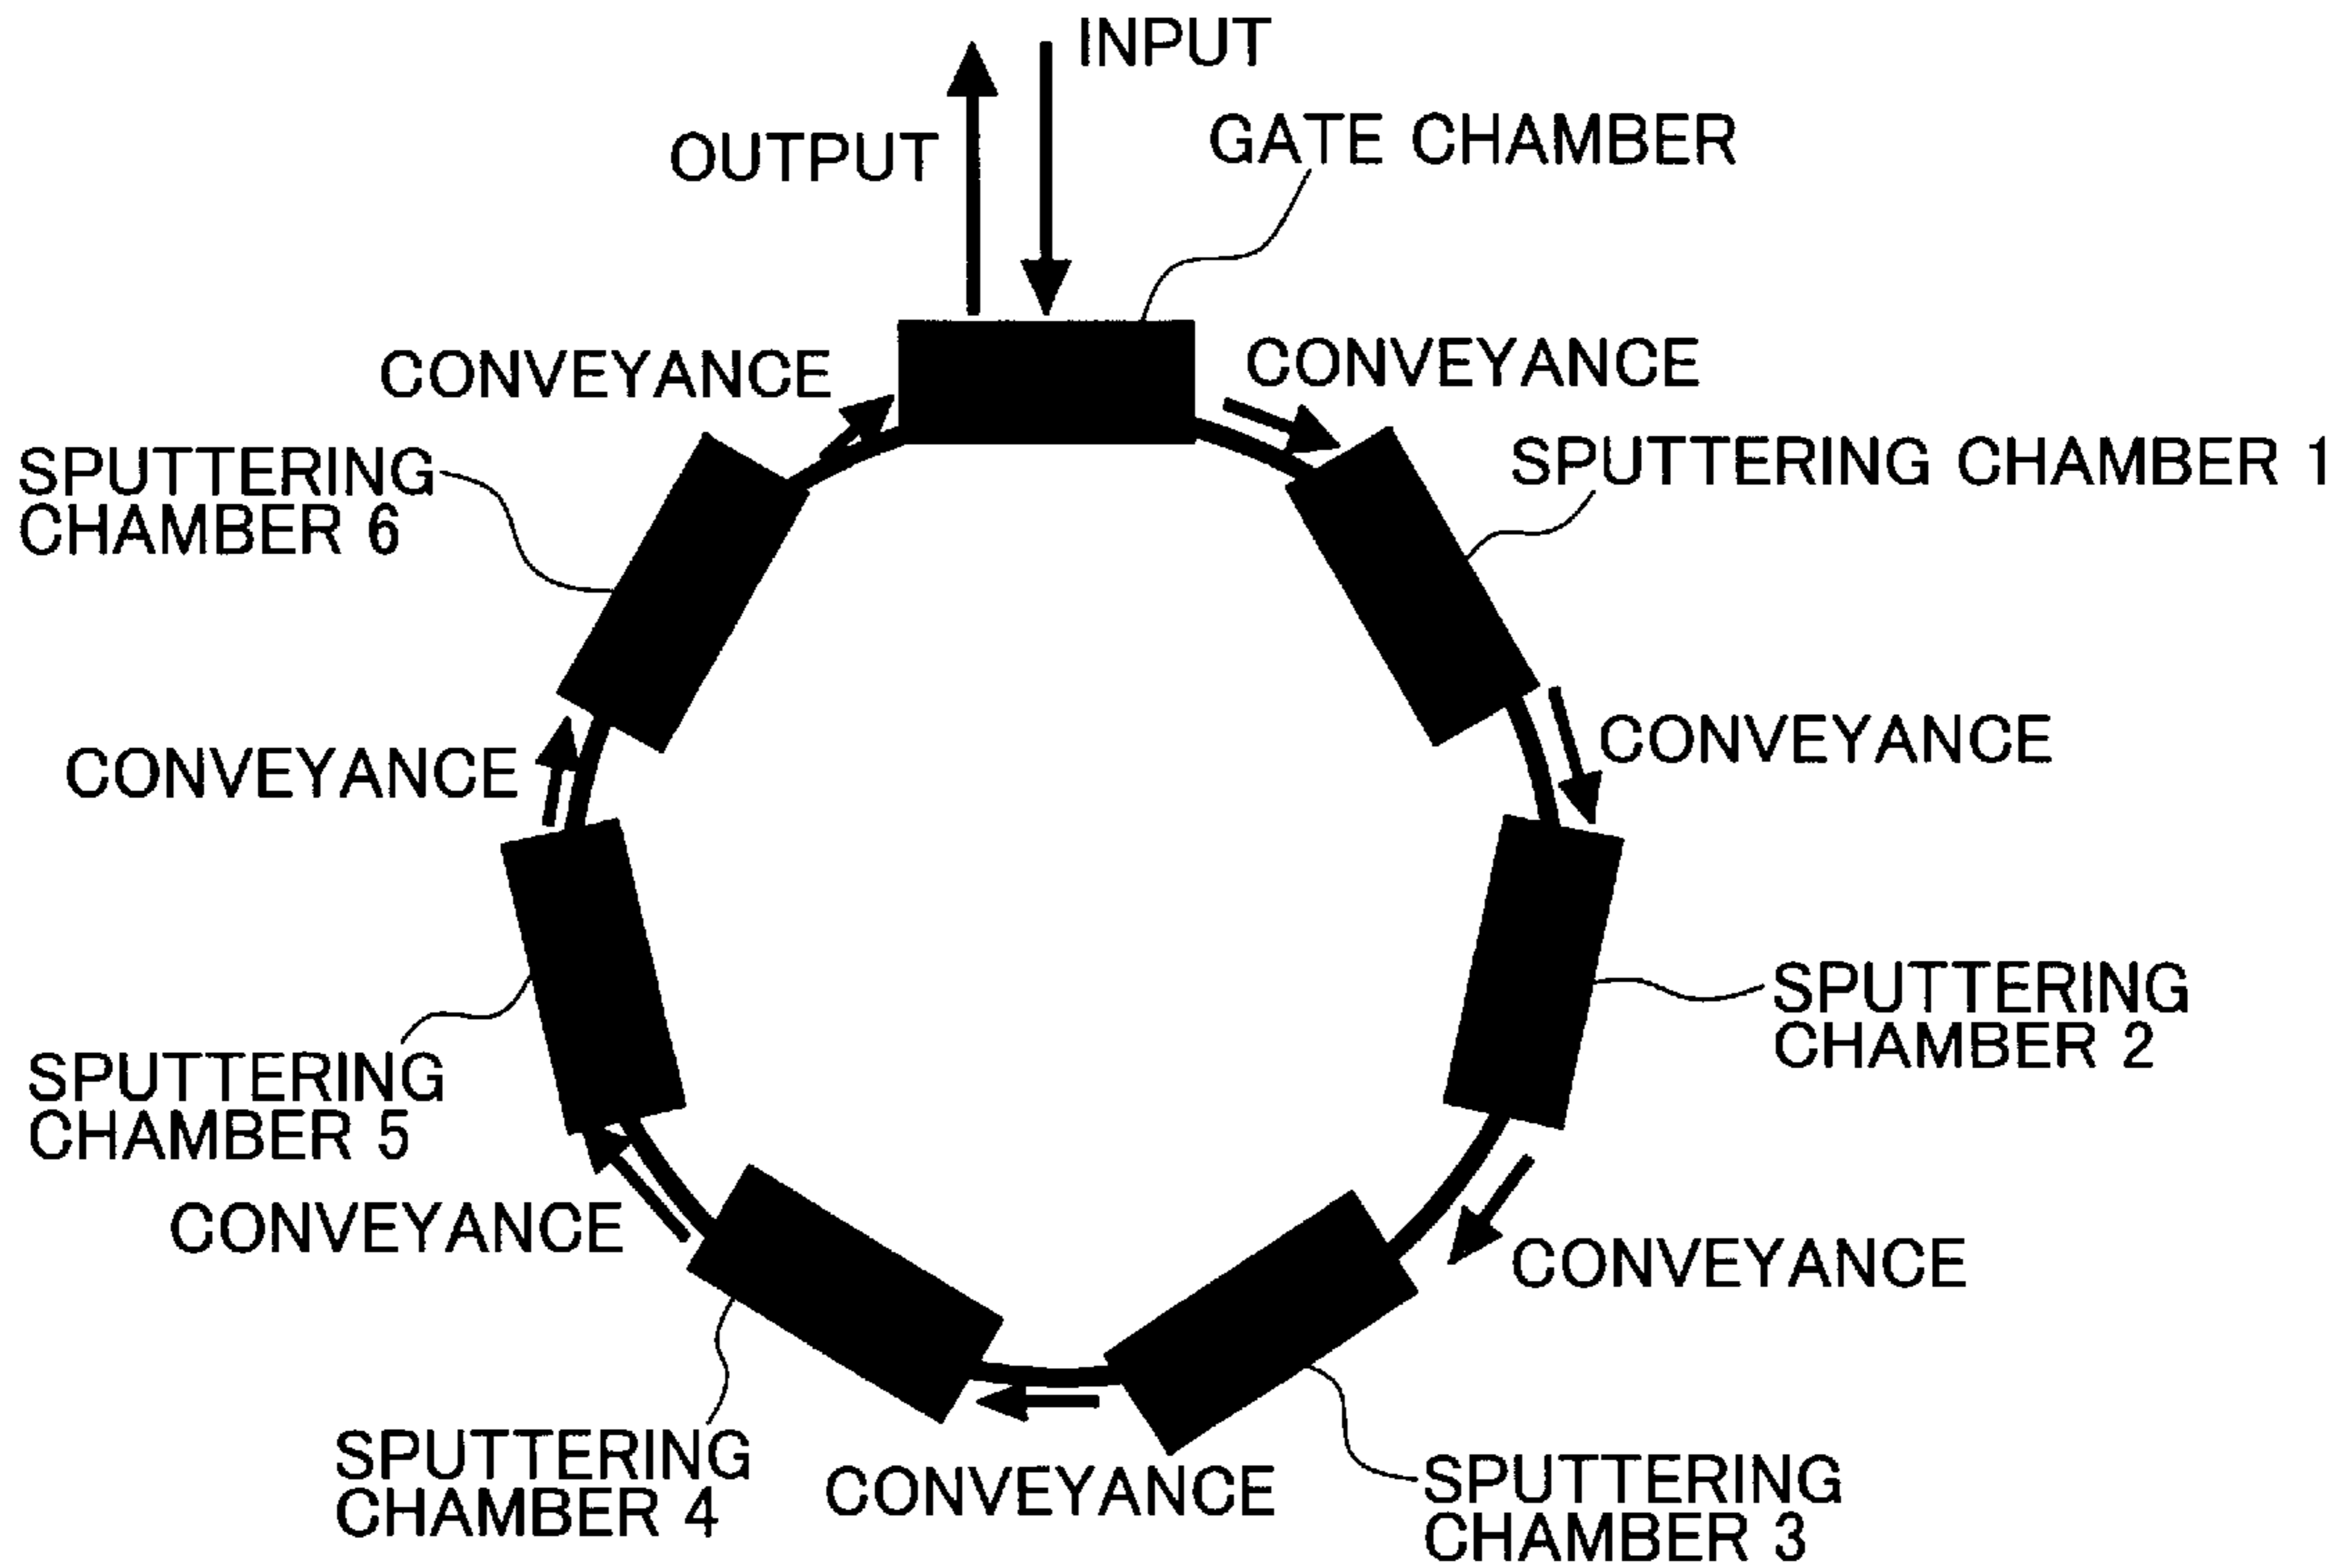 INPUT
OUTPUT
GATE CHAMBER
CONVEYANCE
CONVEYANCE
SPUTTERING CHAMBER 1
SPUTTERING
CHAMBER 6
CONVEYANCE
CONVEYANCE
SPUTTERING
CHAMBER 2
SPUTTERING
CHAMBER 5
CONVEYANCE
CONVEYANCE
SPUTTERING
CHAMBER 4
CONVEYANCE
SPUTTERING
CHAMBER 3